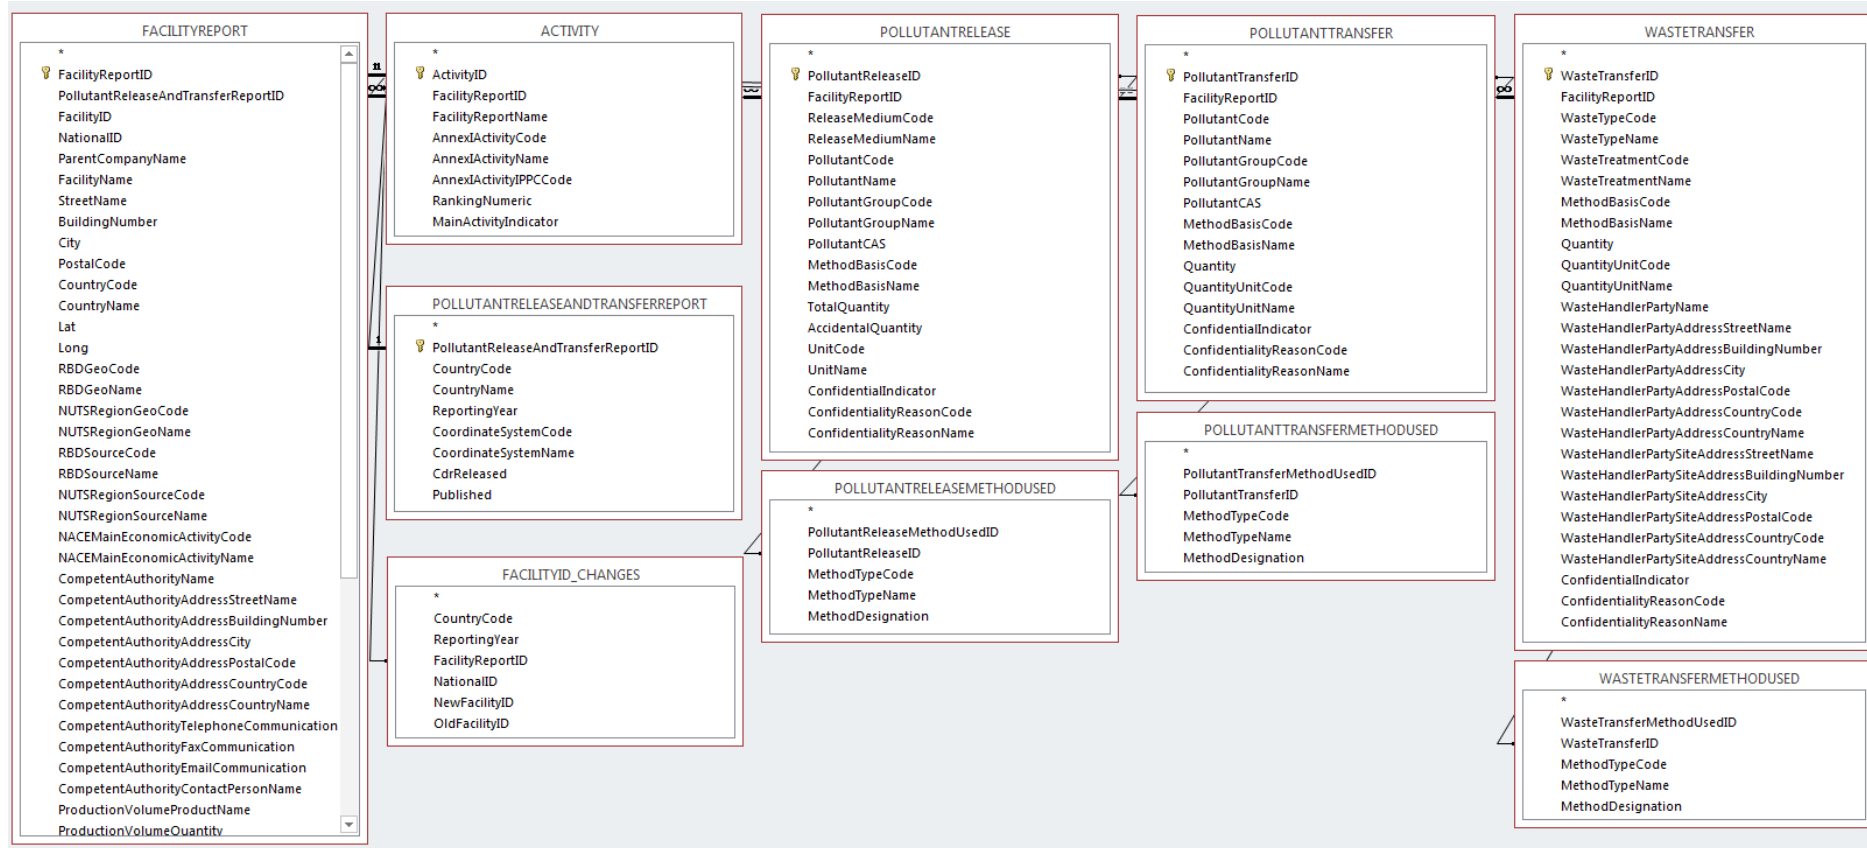 FACILITYREPORT
*
FacilityReportID
PollutantReleaseAndTransferReportID
FacilityID
NationalID
ParentCompanyName
FacilityName
StreetName
BuildingNumber
City
PostalCode
CountryCode
CountryName
Lat
Long
RBDGeoCode
RBDGeoName
NUTSRegionGeoCode
NUTSRegionGeoName
RBDSourceCode
RBDSourceName
NUTSRegionSourceCode
NUTSRegionSourceName
NACEMainEconomicActivityCode
NACEMainEconomicActivityName
CompetentAuthorityName
CompetentAuthorityAddressStreetName
CompetentAuthorityAddressBuildingNumber
CompetentAuthorityAddressCity
CompetentAuthorityAddressPostalCode
CompetentAuthorityAddressCountryCode
CompetentAuthorityAddressCountryName
CompetentAuthorityTelephoneCommunication
CompetentAuthorityFaxCommunication
CompetentAuthorityEmailCommunication
CompetentAuthorityContactPersonName
ProductionVolumeProductName
ProductionVolumeQuantity
ACTIVITY
*
ActivityID
FacilityReportID
FacilityReportName
AnnexIActivityCode
AnnexIActivityName
AnnexIActivityIPPCCode
RankingNumeric
MainActivityIndicator
POLLUTANTRELEASEANDTRANSFERREPORT
*
1
PollutantReleaseAndTransferReportID
CountryCode
CountryName
ReportingYear
CoordinateSystemCode
CoordinateSystemName
CdrReleased
Published
FACILITYID_CHANGES
*
CountryCode
ReportingYear
FacilityReportID
NationalID
NewFacilityID
OldFacilityID
POLLUTANTRELEASE
*
PollutantReleaseID
FacilityReportID
ReleaseMediumCode
ReleaseMediumName
PollutantCode
PollutantName
PollutantGroupCode
PollutantGroupName
PollutantCAS
MethodBasisCode
MethodBasisName
TotalQuantity
AccidentalQuantity
UnitCode
UnitName
ConfidentialIndicator
ConfidentialityReasonCode
ConfidentialityReasonName
POLLUTANTRELEASEMETHODUSED
*
PollutantReleaseMethodUsedID
PollutantReleaseID
MethodTypeCode
MethodTypeName
MethodDesignation
POLLUTANTTRANSFER
*
PollutantTransferID
FacilityReportID
PollutantCode
PollutantName
PollutantGroupCode
PollutantGroupName
PollutantCAS
MethodBasisCode
MethodBasisName
Quantity
QuantityUnitCode
QuantityUnitName
ConfidentialIndicator
ConfidentialityReasonCode
ConfidentialityReasonName
POLLUTANTTRANSFERMETHODUSED
*
PollutantTransferMethodUsedID
PollutantTransferID
MethodTypeCode
MethodTypeName
MethodDesignation
WASTETRANSFER
*
WasteTransferID
FacilityReportID
WasteTypeCode
WasteTypeName
WasteTreatmentCode
WasteTreatmentName
MethodBasisCode
MethodBasisName
Quantity
QuantityUnitCode
QuantityUnitName
WasteHandlerPartyName
WasteHandlerPartyAddressStreetName
WasteHandlerPartyAddressBuildingNumber
WasteHandlerPartyAddressCity
WasteHandlerPartyAddressPostalCode
WasteHandlerPartyAddressCountryCode
WasteHandlerPartyAddressCountryName
WasteHandlerPartySiteAddressStreetName
WasteHandlerPartySiteAddressBuildingNumber
WasteHandlerPartySiteAddressCity
WasteHandlerPartySiteAddressPostalCode
WasteHandlerPartySiteAddressCountryCode
WasteHandlerPartySiteAddressCountryName
ConfidentialIndicator
ConfidentialityReasonCode
ConfidentialityReasonName
WASTETRANSFERMETHODUSED
*
WasteTransferMethodUsedID
WasteTransferID
MethodTypeCode
MethodTypeName
MethodDesignation